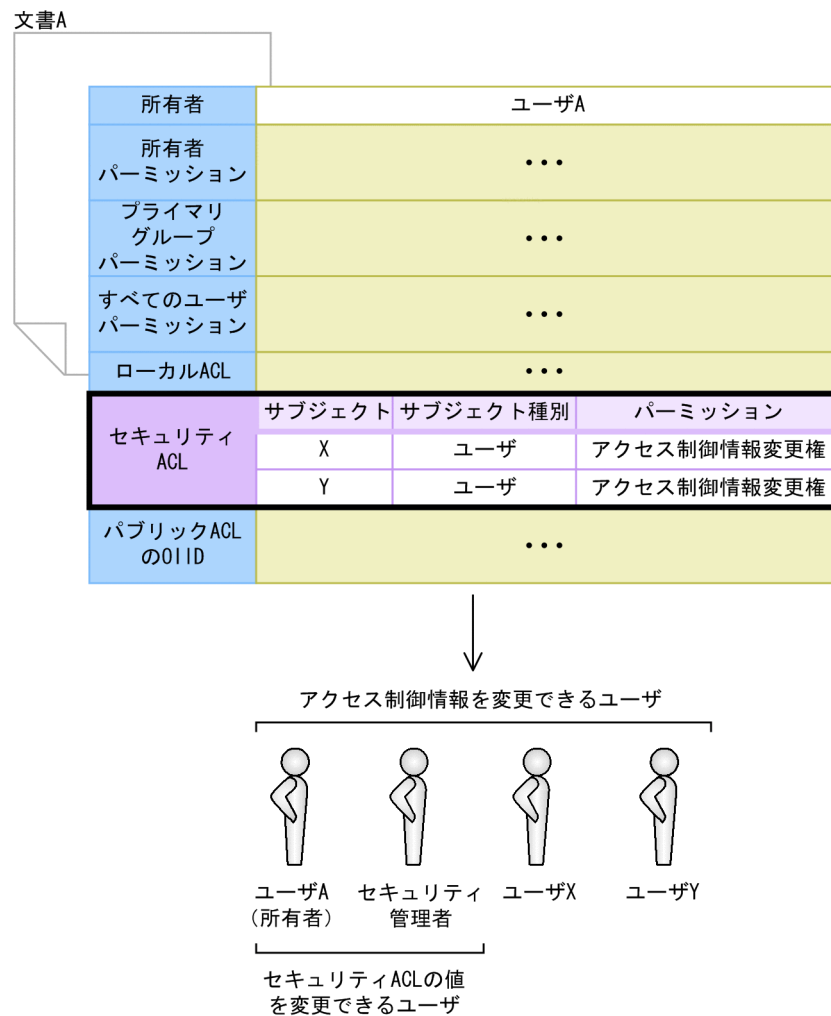 文書A
所有者
ユーザA
所有者
パーミッション
・・・
プライマリ
グループ
パーミッション
・・・
すべてのユーザ
パーミッション
・・・
ローカルACL
・・・
セキュリティ
ACL
サブジェクト
サブジェクト種別
パーミッション
X
ユーザ
アクセス制御情報変更権
Y
ユーザ
アクセス制御情報変更権
パブリックACL
のOIID
・・・
アクセス制御情報を変更できるユーザ
ユーザA
(所有者)
セキュリティ
管理者
ユーザX
ユーザY
セキュリティACLの値
を変更できるユーザ